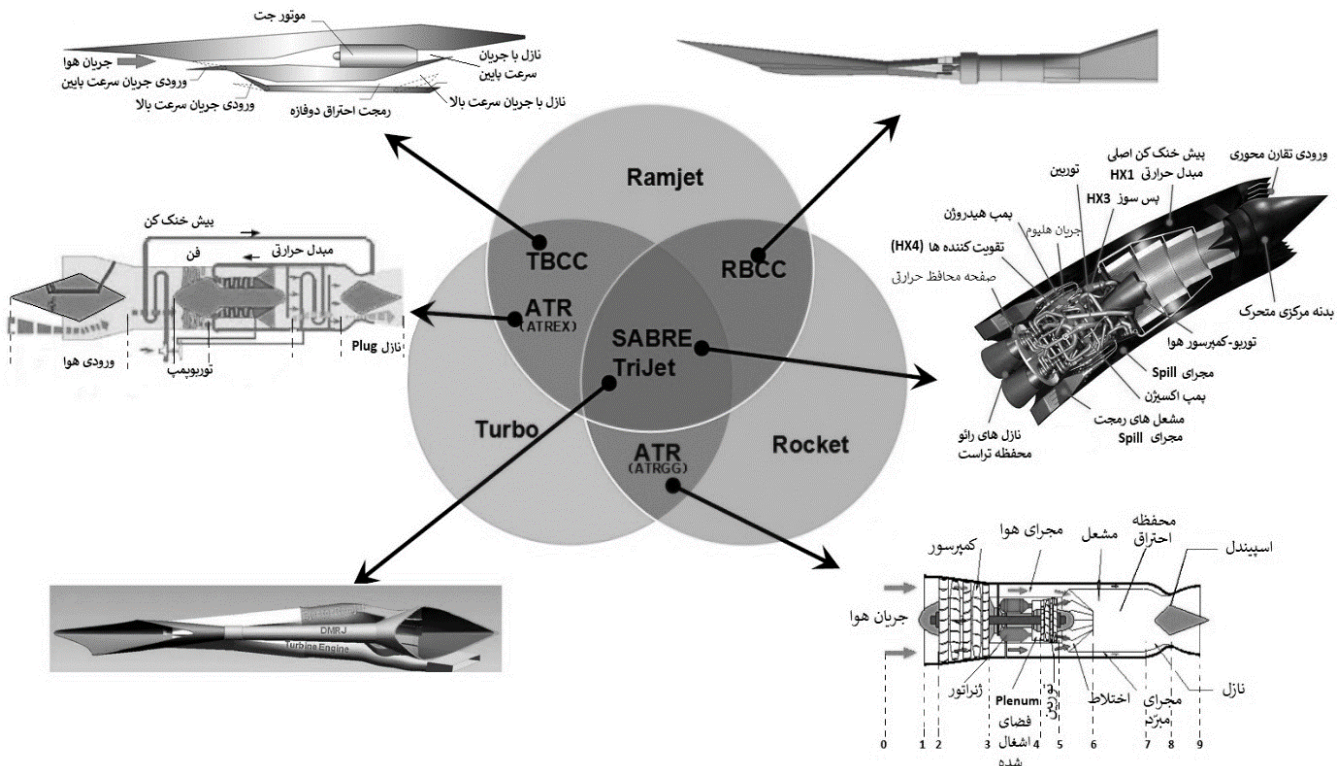 موتور جت
جریان هوا
نازل با جریان
سرعت پایین
ورودی جریان سرعت پایین
ورودی جریان سرعت بالا
رمجت احتراق دوفازه
نازل با جریان سرعت بالا
Ramjet
TBCC
RBCC
ATR
(ATREX)
SABRE
TriJet
Turbo
Rocket
ATR
(ATRGG)
پیش خنک کن
فن
مبدل حرارتی
ورودی هوا
توربوپمپ
نازل Plug
پیش خنک کن اصلی
مبدل حرارتی HX1
ورودی تقارن محوری
توربین
پس سوز HX3
پمپ هیدروژن
جریان هلیوم
تقویت کننده ها (HX4)
صفحه محافظ حرارتی
بدنه مرکزی متحرک
توربو-کمپرسور هوا
مجرای Spill
پمپ اکسیژن
مشعل های رمجت
مجرای Spill
نازل های رائو
محفظه تراست
DMRJ
Turbine Engine
محفظه
احتراق
مشعل
مجرای هوا
کمپرسور
اسپیندل
جریان هوا
ژنراتور
Plenum
فضای
اشغال
شده
توربین
اختلاط
مجرای
مبرّد
نازل
0 1 2 3 4 5 6 7 8 9